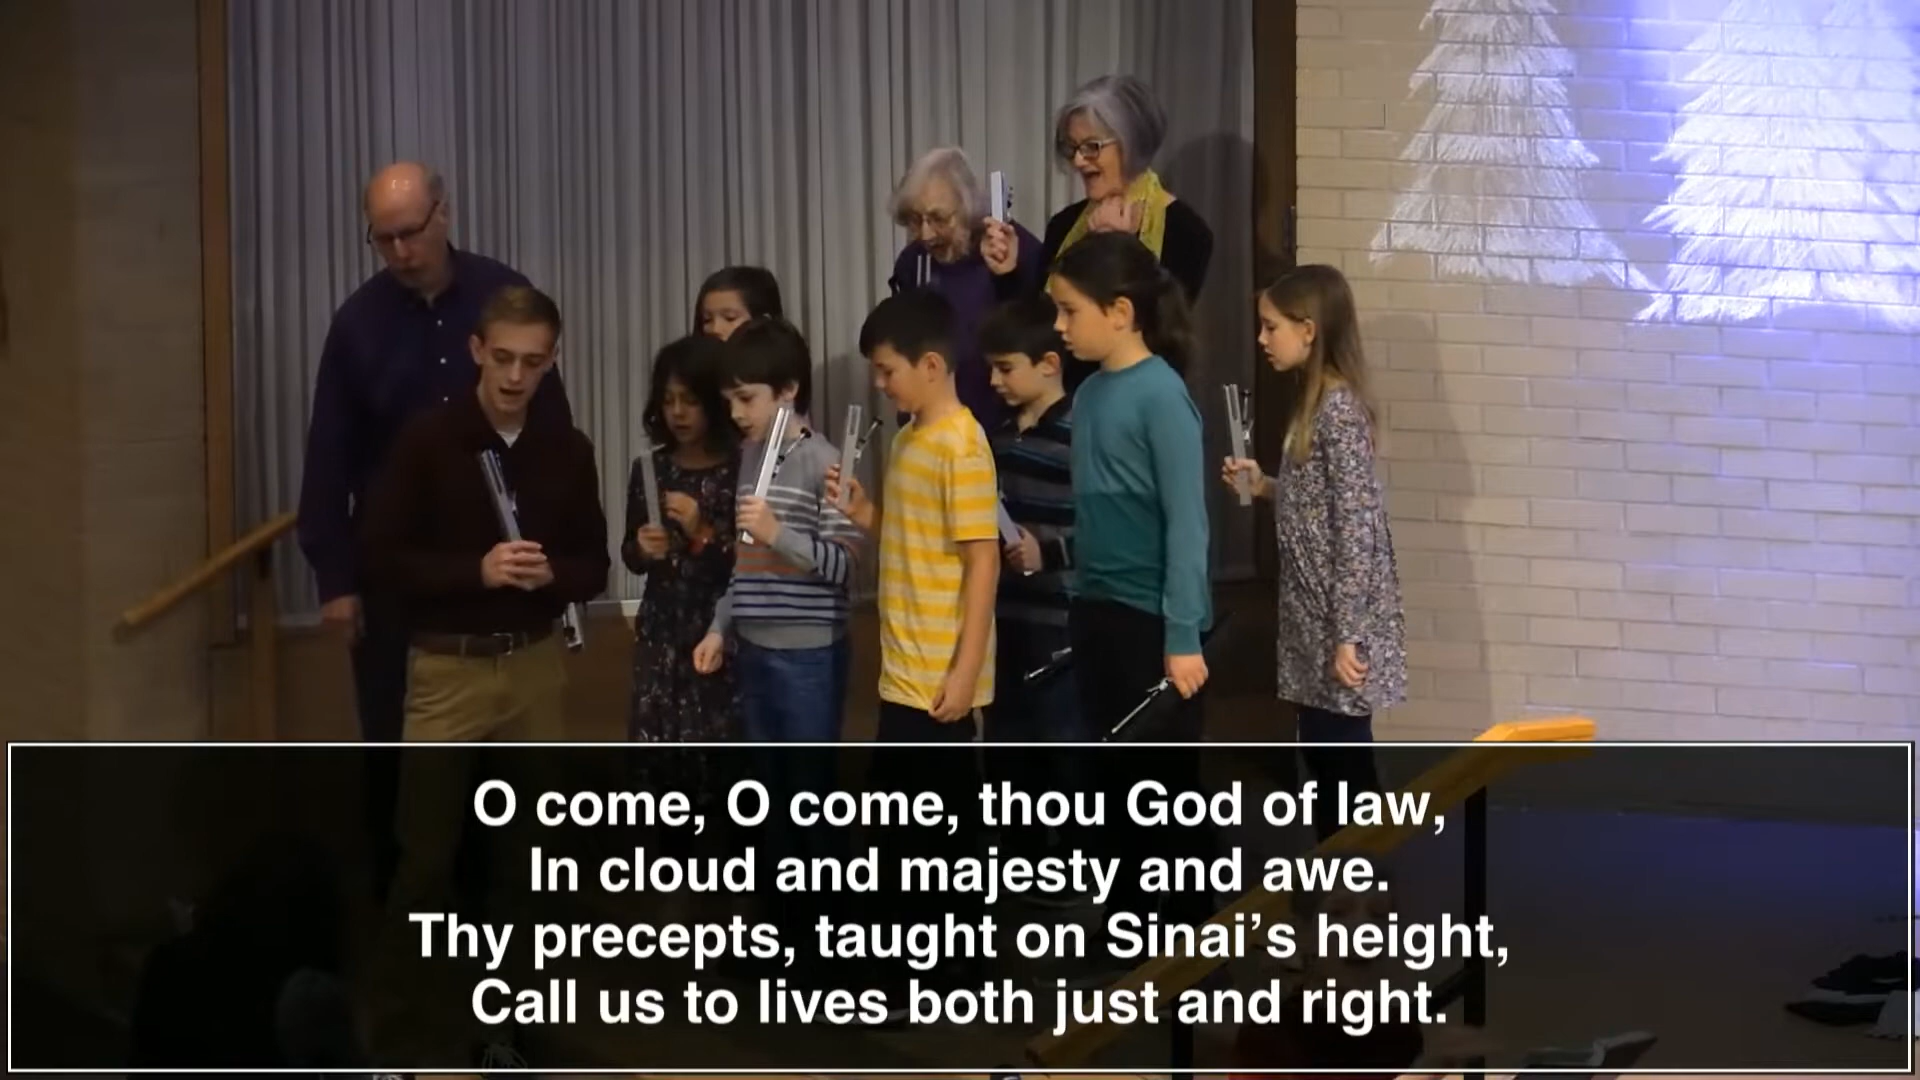 O come, O come, thou God of law,
In cloud and majesty and awe.
Thy precepts, taught on Sinai’s height,
Call us to lives both just and right.